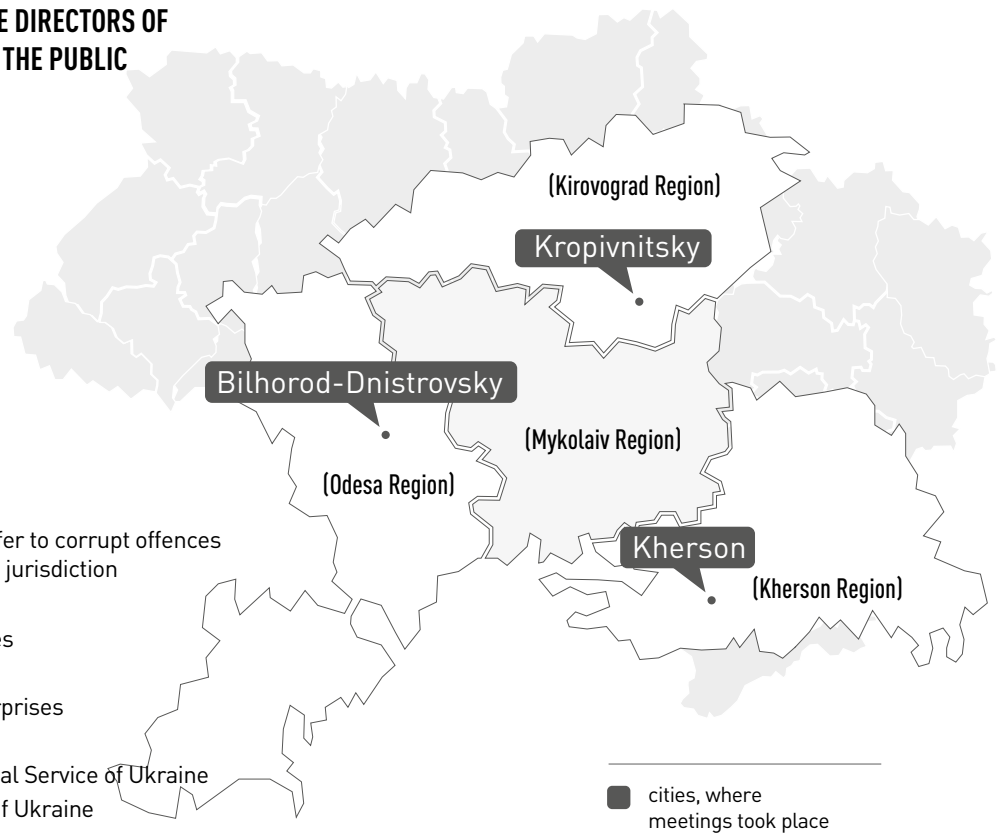 E DIRECTORS OF
THE PUBLIC
(Kirovograd Region)
Kropivnitsky
Bilhorod-Dnistrovsky
(Mykolaiv Region)
(Odesa Region)
Kherson
(Kherson Region)
fer to corrupt offences
jurisdiction
es
rprises
al Service of Ukraine
of Ukraine
cities, where
meetings took place